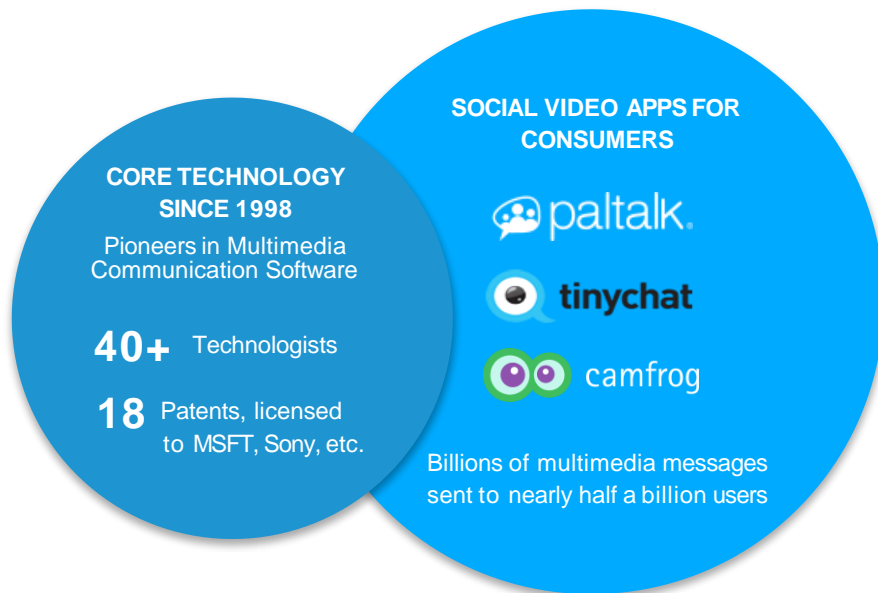 CORE TECHNOLOGY
SINCE 1998
Pioneers in Multimedia
Communication Software
40+ Technologists
18 Patents, licensed
to MSFT, Sony, etc.
SOCIAL VIDEO APPS FOR
CONSUMERS
paltalk.
tinychat
camfrog
Billions of multimedia messages
sent to nearly half a billion users